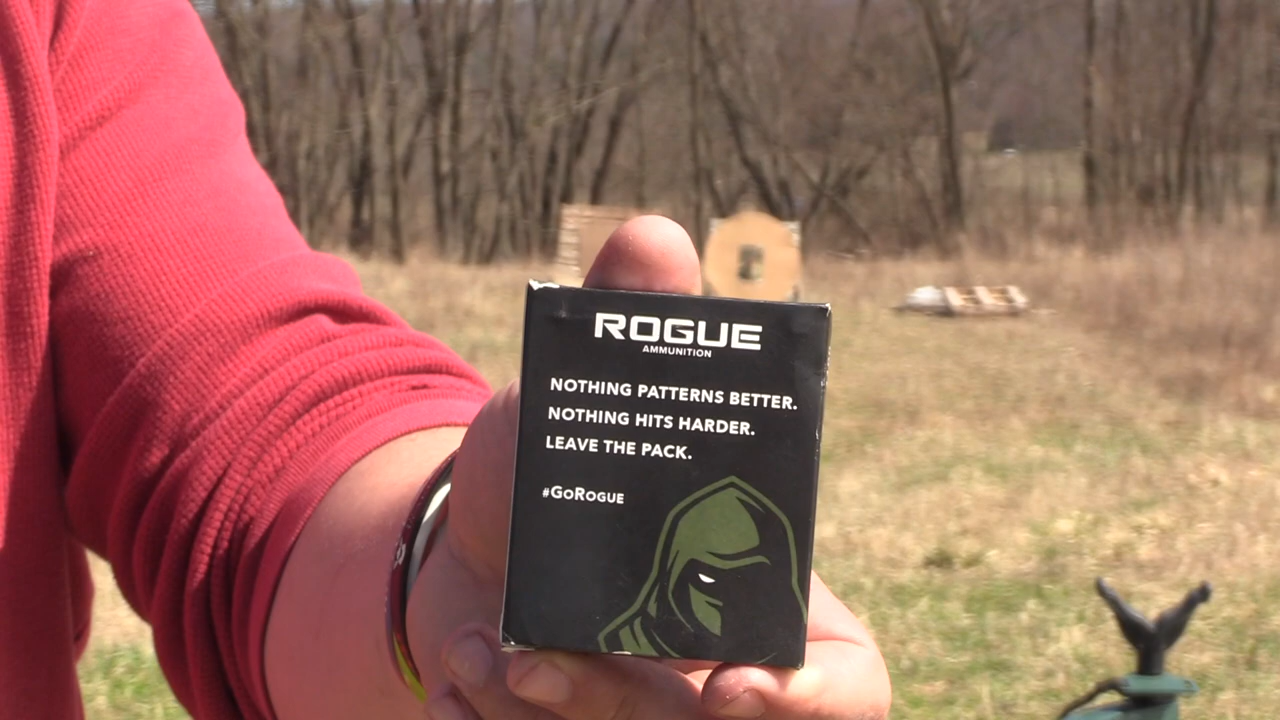 ROGUE
AMMUNITION
NOTHING PATTERNS BETTER.
NOTHING HITS HARDER.
LEAVE THE PACK.
#GOROGUE